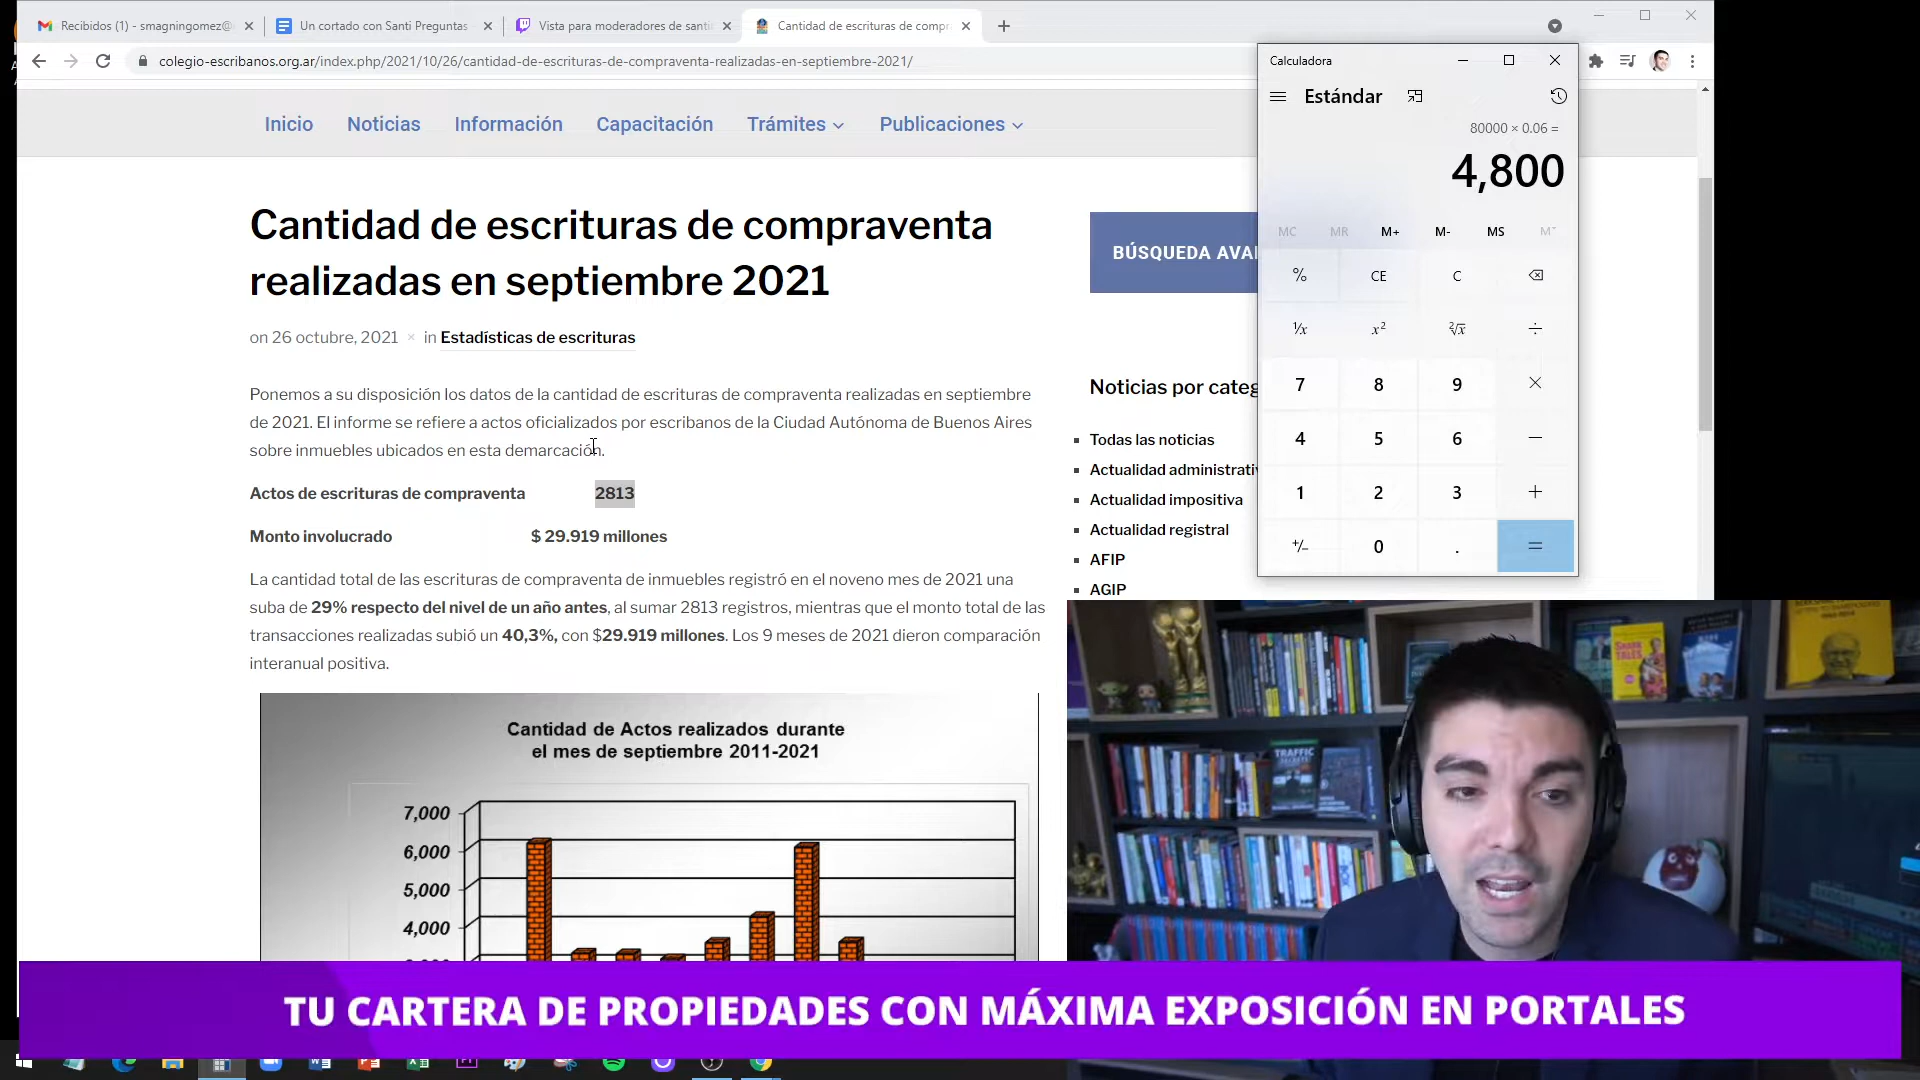 Recibidos (1) - smagningomez@
Un cortado con Santi Preguntas
Vista para moderadores de santi
Cantidad de escrituras de compr
colegio-escribanos.org.ar/index.php/2021/10/26/cantidad-de-escrituras-de-compraventa-realizadas-en-septiembre-2021/
Inicio
Noticias
Información
Capacitación
Trámites
Publicaciones
Cantidad de escrituras de compraventa
realizadas en septiembre 2021
on 26 octubre, 2021 × in Estadísticas de escrituras
Ponemos a su disposición los datos de la cantidad de escrituras de compraventa realizadas en septiembre
de 2021. El informe se refiere a actos oficializados por escribanos de la Ciudad Autónoma de Buenos Aires
sobre inmuebles ubicados en esta demarcación.
Actos de escrituras de compraventa 2813
Monto involucrado $ 29.919 millones
La cantidad total de las escrituras de compraventa de inmuebles registró en el noveno mes de 2021 una
suba de 29% respecto del nivel de un año antes, al sumar 2813 registros, mientras que el monto total de las
transacciones realizadas subió un 40,3%, con $29.919 millones. Los 9 meses de 2021 dieron comparación
interanual positiva.
Cantidad de Actos realizados durante
el mes de septiembre 2011-2021
7,000
6,000
5,000
4,000
BÚSQUEDA AVA
Noticias por categ
Todas las noticias
Actualidad administrativ
Actualidad impositiva
Actualidad registral
AFIP
AGIP
Calculadora
Estándar
80000 × 0.06 =
4,800
MC MR M+ M- MS
% CE C
¹/x x² ²√x ÷
7 8 9 ×
4 5 6 −
1 2 3 +
+/− 0 . =
TRAFFIC
SECRETS
TU CARTERA DE PROPIEDADES CON MÁXIMA EXPOSICIÓN EN PORTALES